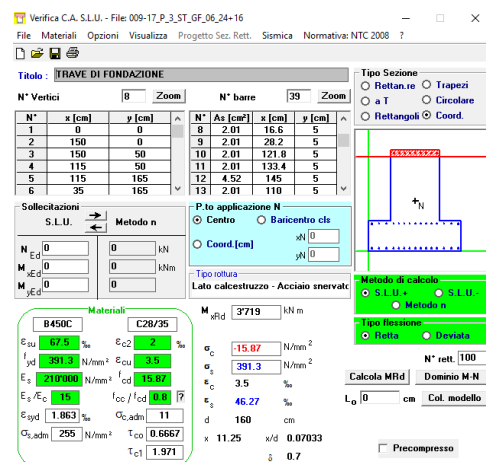 Verifica C.A. S.L.U. - File: 009-17_P_3_ST_GF_06_24+16
File Materiali Opzioni Visualizza Progetto Sez. Rett. Sismica Normativa: NTC 2008 ?
Titolo : TRAVE DI FONDAZIONE
N° Vertici 8 Zoom N° barre 39 Zoom
N° x [cm] y [cm]
1 0 0
2 150 0
3 150 50
4 115 50
5 115 165
6 35 165
N° As [cm²] x [cm] y [cm]
8 2.01 16.6 5
9 2.01 28.2 5
10 2.01 121.8 5
11 2.01 133.4 5
12 4.52 145 5
13 2.01 110 5
Tipo Sezione
Rettan.re Trapezi
a T Circolare
Rettangoli Coord.
N
Sollecitazioni
S.L.U. Metodo n
N Ed 0 0 kN
M xEd 0 0 kNm
M yEd 0 0
P.to applicazione N
Centro Baricentro cls
Coord.[cm] xN 0
yN 0
Tipo rottura
Lato calcestruzzo - Acciaio snervato
Metodo di calcolo
S.L.U.+ S.L.U.-
Metodo n
Tipo flessione
Retta Deviata
N° rett. 100
Calcola MRd Dominio M-N
L₀ 0 cm Col. modello
Precompresso
Materiali
B450C C28/35
εsu 67.5 ‰ εc2 2 ‰
fyd 391.3 N/mm² εcu 3.5
Es 210'000 N/mm² fcd 15.87
Es /Ec 15 fcc / fcd 0.8 ?
εsyd 1.863 ‰ σc,adm 11
σs,adm 255 N/mm² τco 0.6667
τc1 1.971
M xRd 3'719 kN m
σc -15.87 N/mm²
σs 391.3 N/mm²
εc 3.5 ‰
εs 46.27 ‰
d 160 cm
x 11.25 x/d 0.07033
δ 0.7